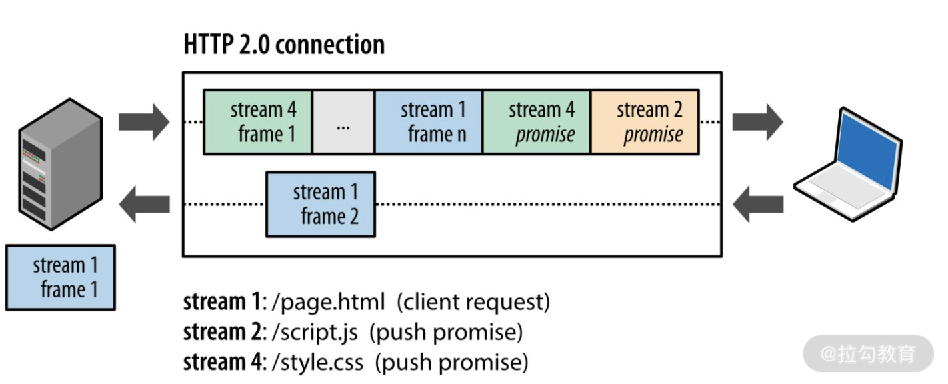 HTTP 2.0 connection
stream 4
frame 1
...
stream 1
frame n
stream 4
promise
stream 2
promise
stream 1
frame 2
stream 1
frame 1
stream 1: /page.html (client request)
stream 2: /script.js (push promise)
stream 4: /style.css (push promise)
@拉勾教育